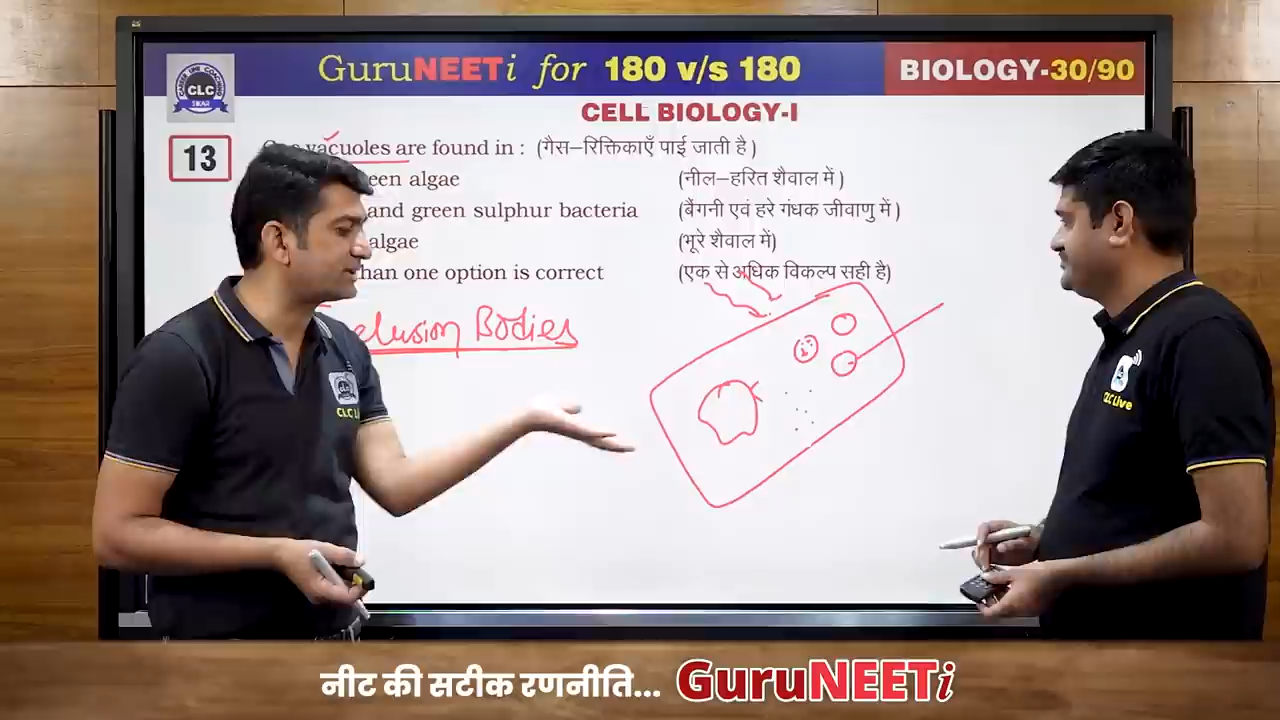 GuruNEETi for 180 v/s 180
BIOLOGY-30/90
CLC
SIKAR
CELL BIOLOGY-I
13
vacuoles are found in : (गैस–रिक्तिकाएँ पाई जाती है )
een algae (नील–हरित शैवाल में )
and green sulphur bacteria (बैंगनी एवं हरे गंधक जीवाणु में )
algae (भूरे शैवाल में)
han one option is correct (एक से अधिक विकल्प सही है)
clusion Bodies
CLC Live
नीट की सटीक रणनीति... GuruNEETi